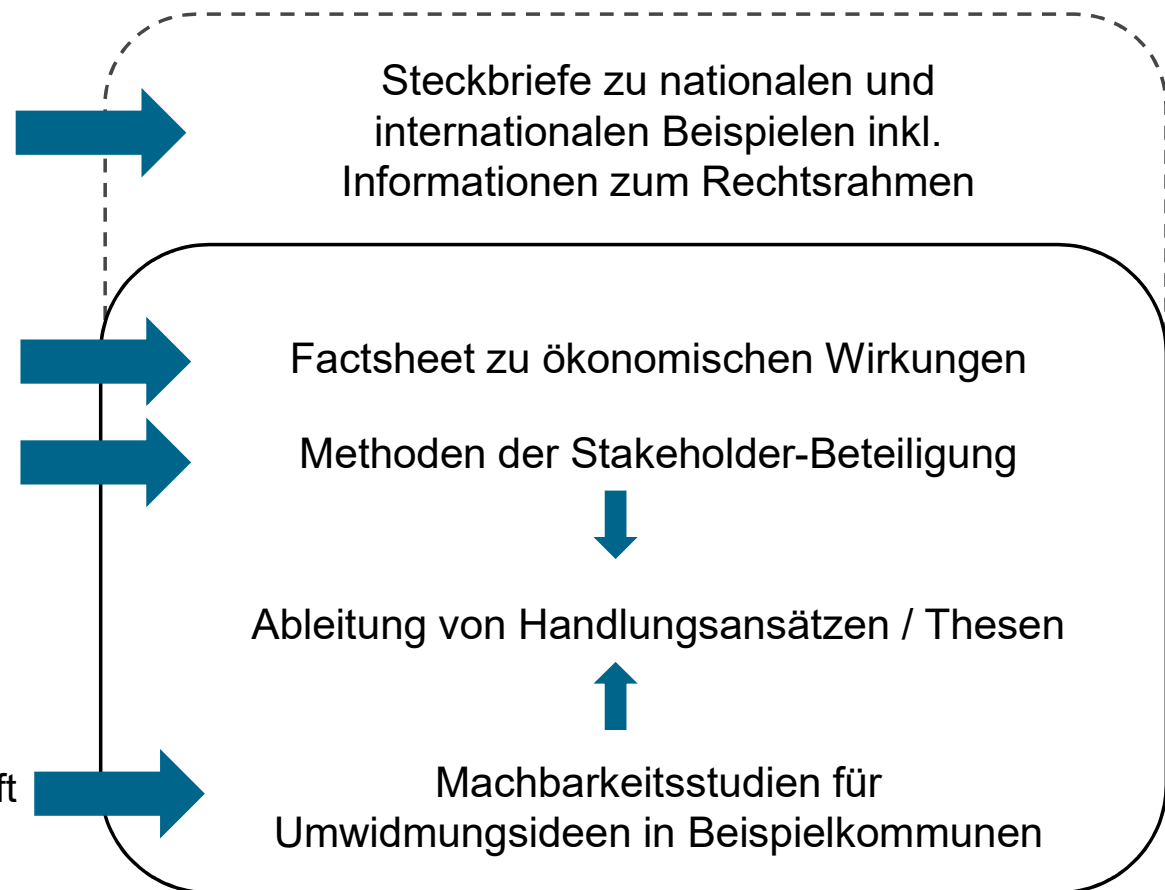 Steckbriefe zu nationalen und
internationalen Beispielen inkl.
Informationen zum Rechtsrahmen
Factsheet zu ökonomischen Wirkungen
Methoden der Stakeholder-Beteiligung
Ableitung von Handlungsansätzen / Thesen
Machbarkeitsstudien für
Umwidmungsideen in Beispielkommunen